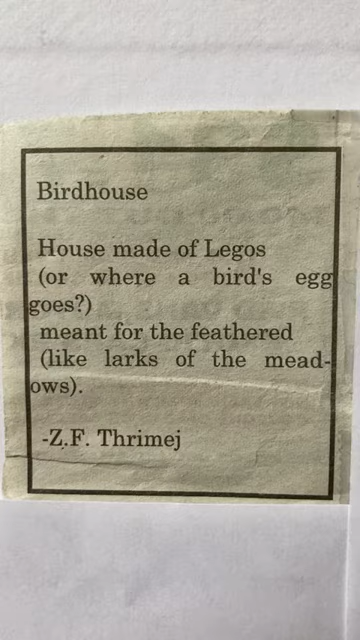 Birdhouse
House made of Legos
(or where a bird's egg
goes?)
meant for the feathered
(like larks of the mead-
ows).
-Z.F. Thrimej